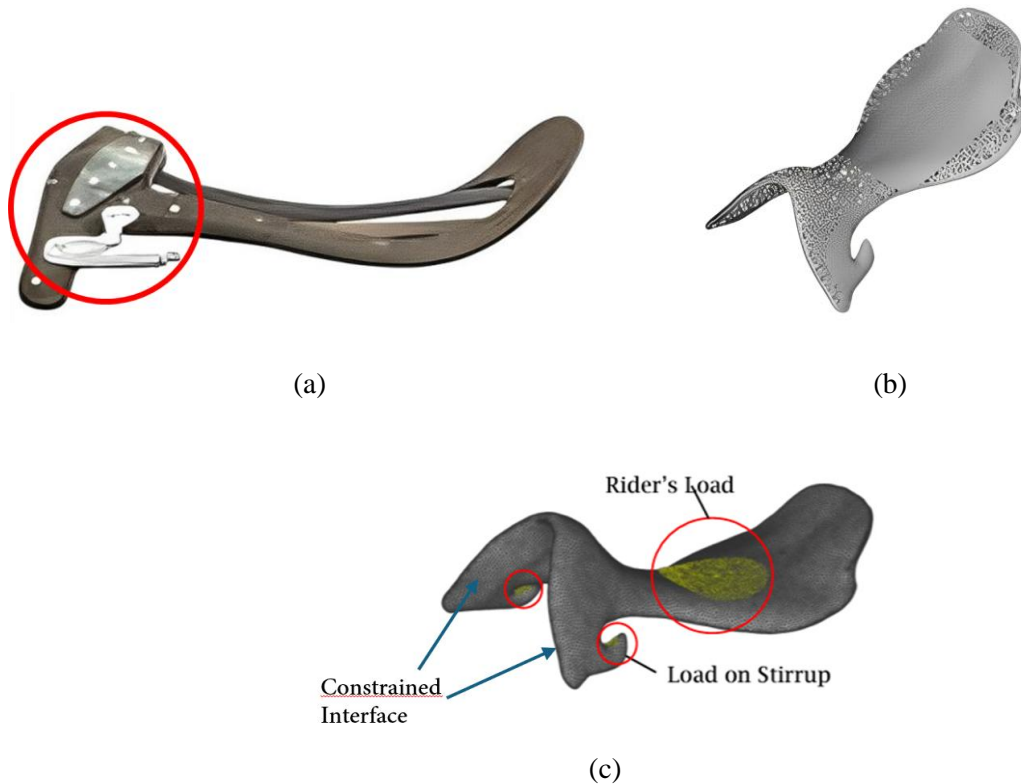 (a)
(b)
Rider's Load
Load on Stirrup
Constrained
Interface
(c)